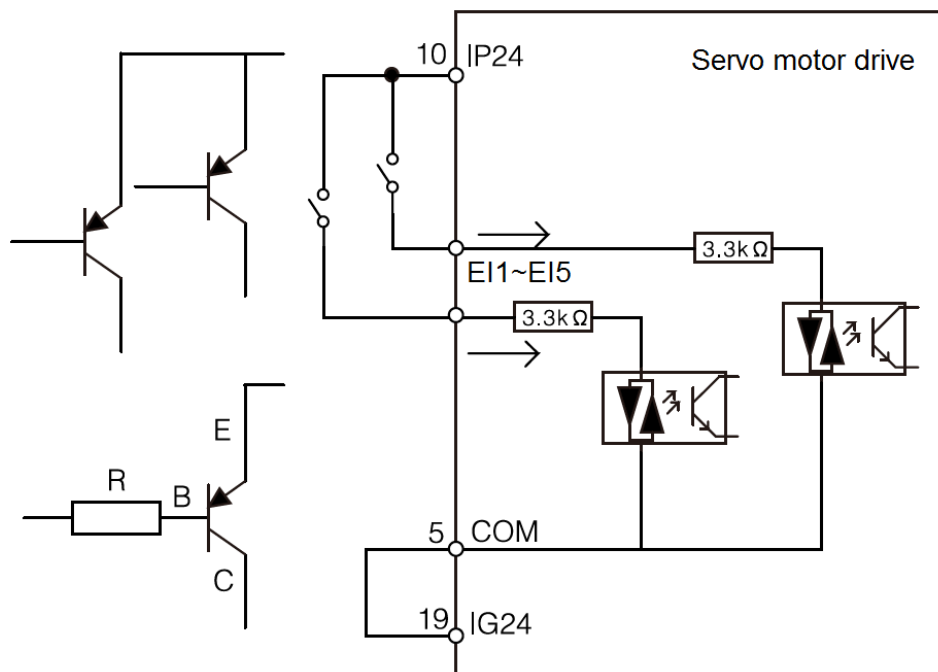 10 IP24
Servo motor drive
3.3kΩ
EI1~EI5
3.3kΩ
E
R
B
C
5 COM
19 IG24